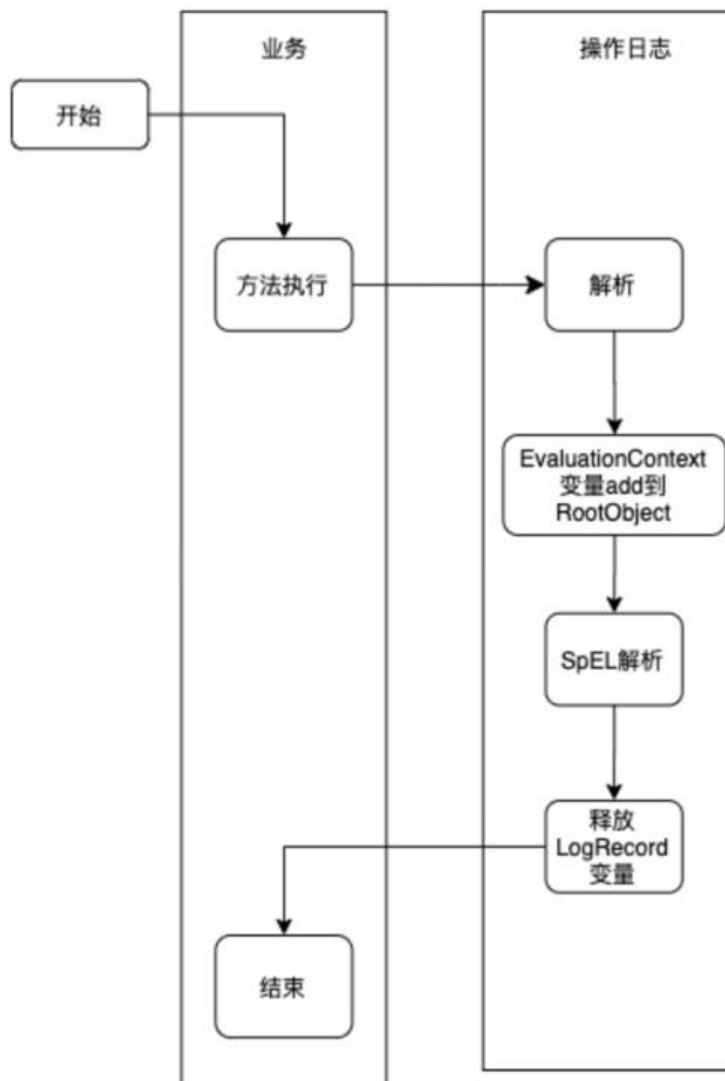 业务
操作日志
开始
方法执行
解析
EvaluationContext
变量add到
RootObject
SpEL解析
释放
LogRecord
变量
结束